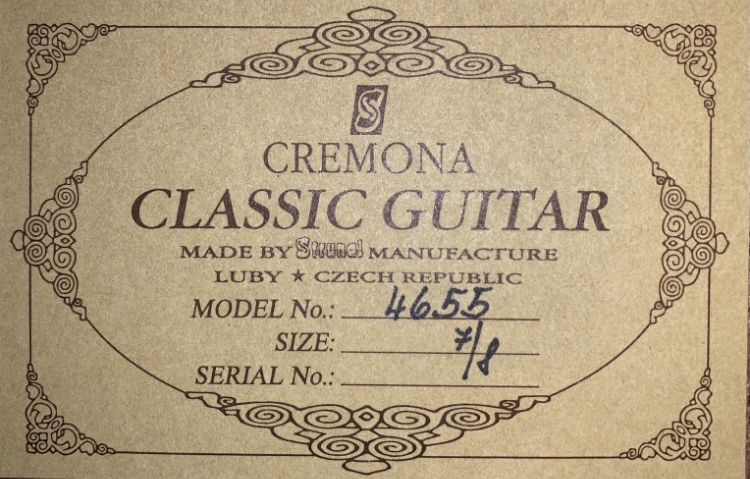 S
CREMONA
CLASSIC GUITAR
MADE BY Strunal MANUFACTURE
LUBY ★ CZECH REPUBLIC
MODEL No.: 4655
SIZE: 7/8
SERIAL No.: